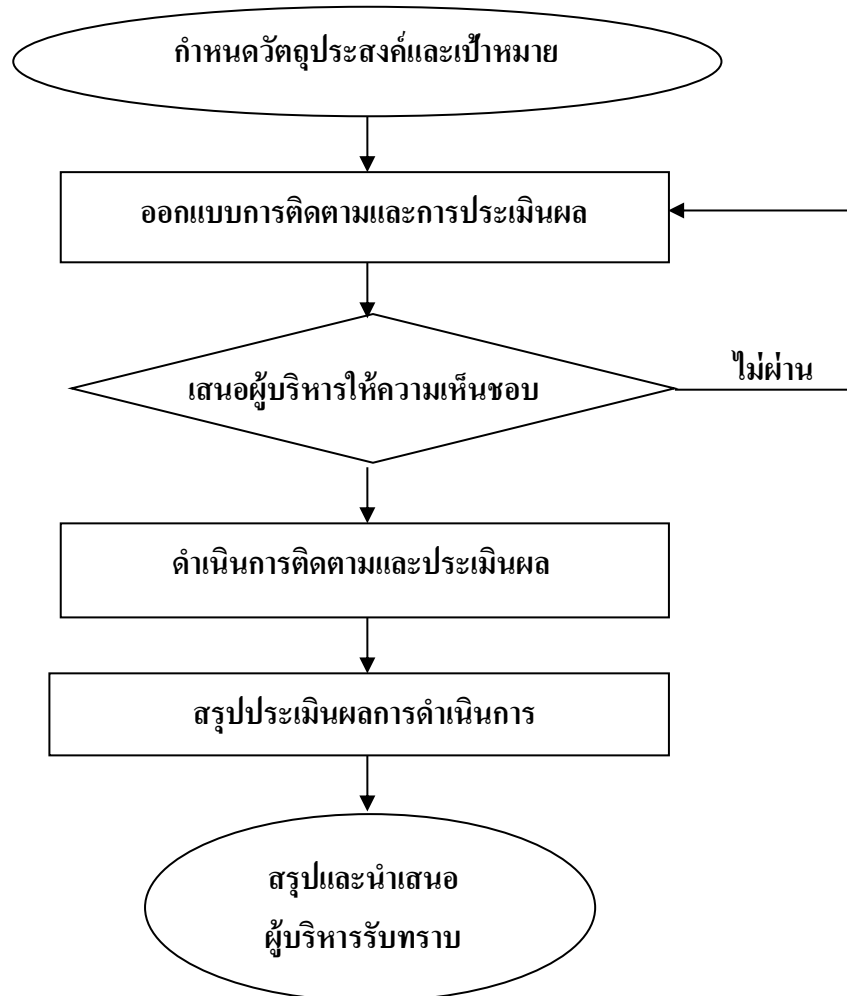 กำหนดวัตถุประสงค์และเป้าหมาย
ออกแบบการติดตามและการประเมินผล
เสนอผู้บริหารให้ความเห็นชอบ
ไม่ผ่าน
ดำเนินการติดตามและประเมินผล
สรุปประเมินผลการดำเนินการ
สรุปและนำเสนอ
ผู้บริหารรับทราบ